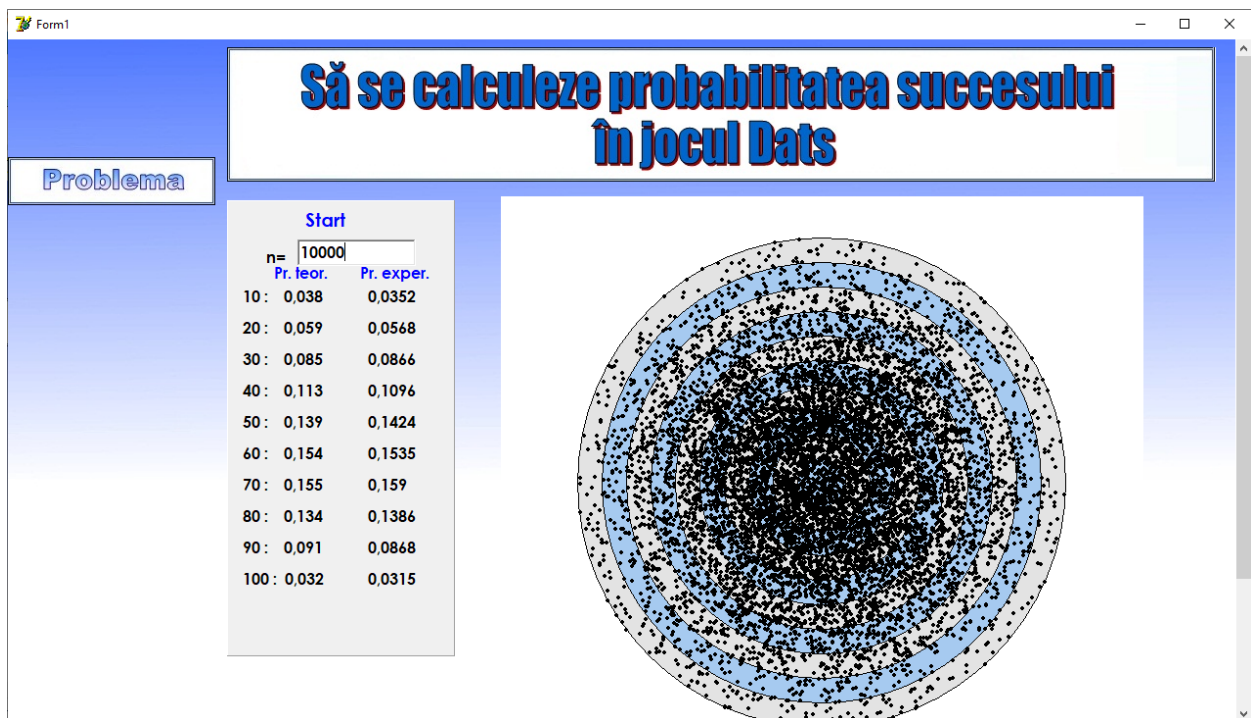 Form1
Să se calculeze probabilitatea succesului
în jocul Dats
Problema
Start
n= 10000
Pr. teor. Pr. exper.
10 : 0,038 0,0352
20 : 0,059 0,0568
30 : 0,085 0,0866
40 : 0,113 0,1096
50 : 0,139 0,1424
60 : 0,154 0,1535
70 : 0,155 0,159
80 : 0,134 0,1386
90 : 0,091 0,0868
100 : 0,032 0,0315